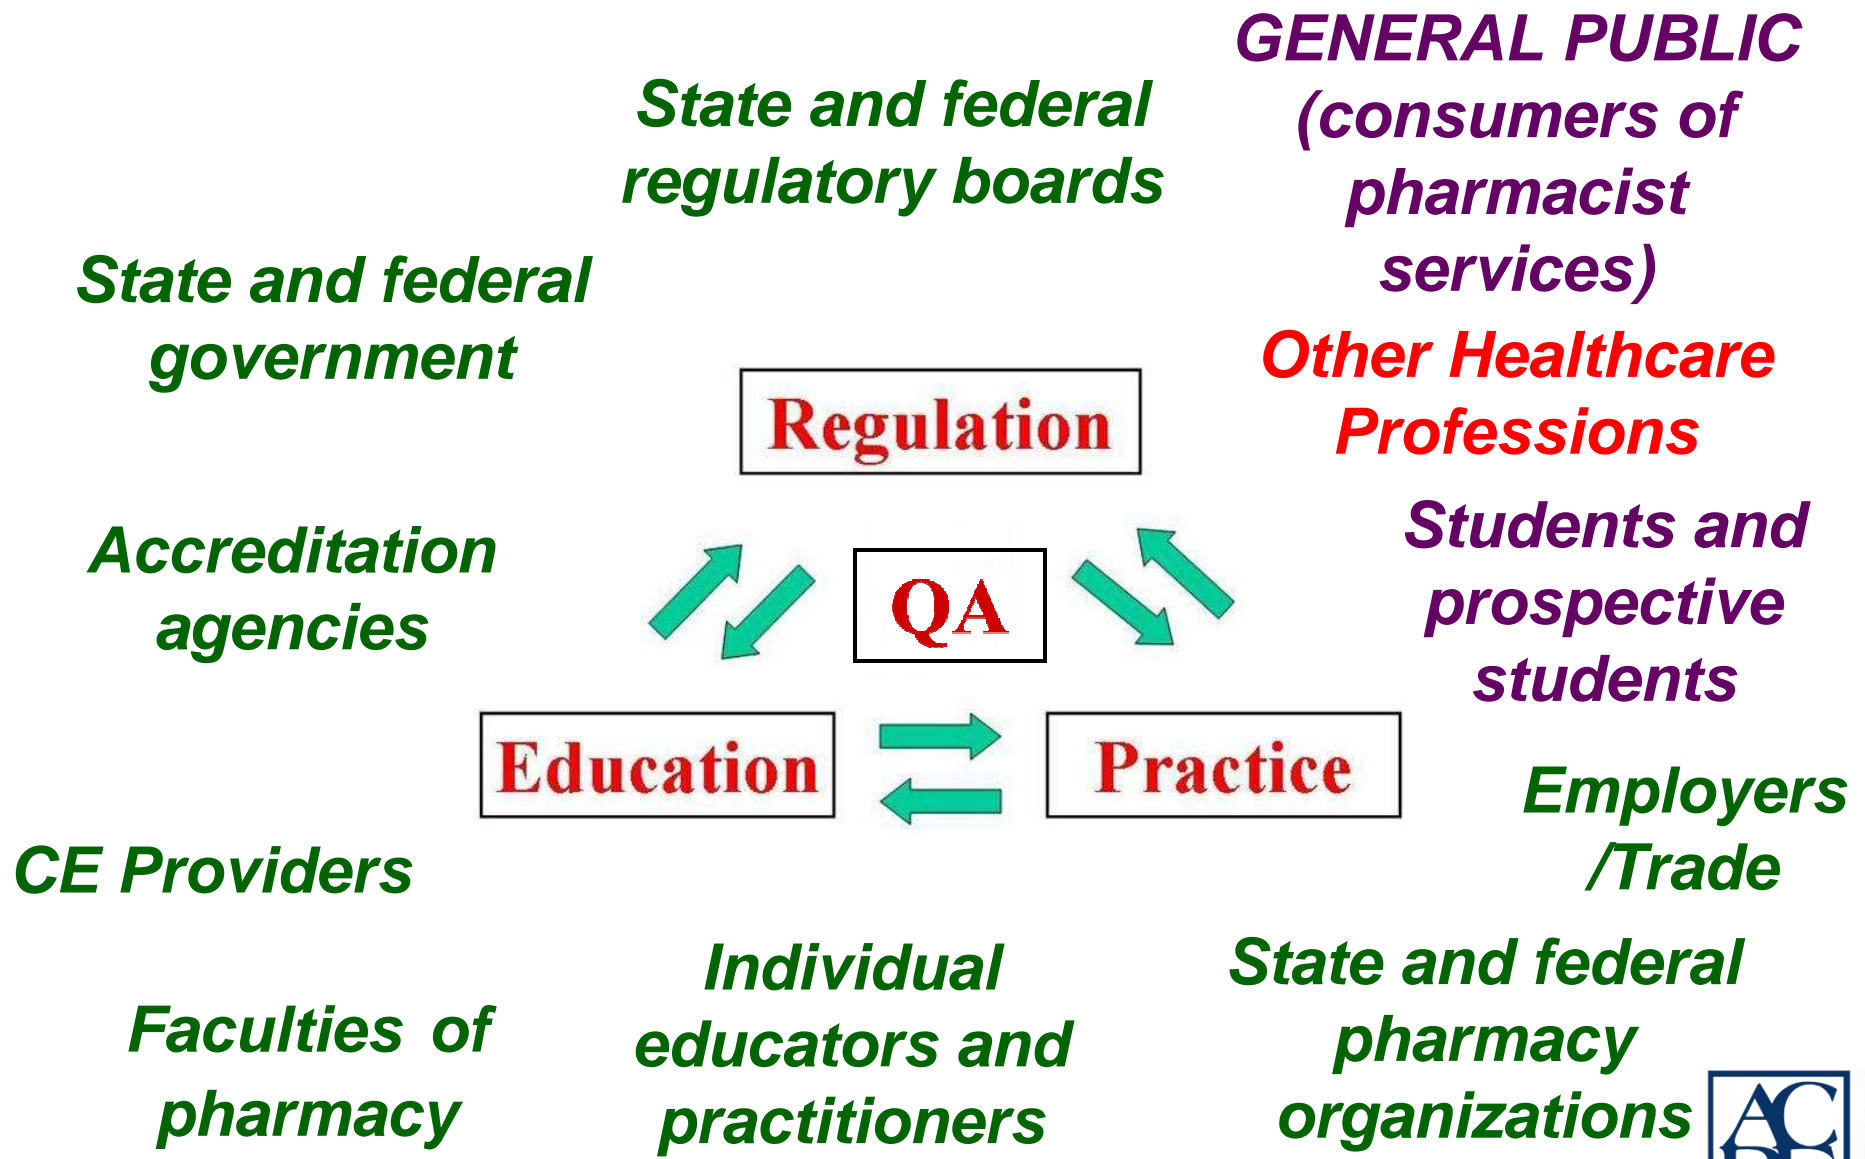 GENERAL PUBLIC
(consumers of
pharmacist
services)
State and federal
regulatory boards
State and federal
government
Other Healthcare
Professions
Regulation
Accreditation
agencies
QA
Students and
prospective
students
Education
Practice
Employers
/Trade
CE Providers
Faculties of
pharmacy
Individual
educators and
practitioners
State and federal
pharmacy
organizations
AC